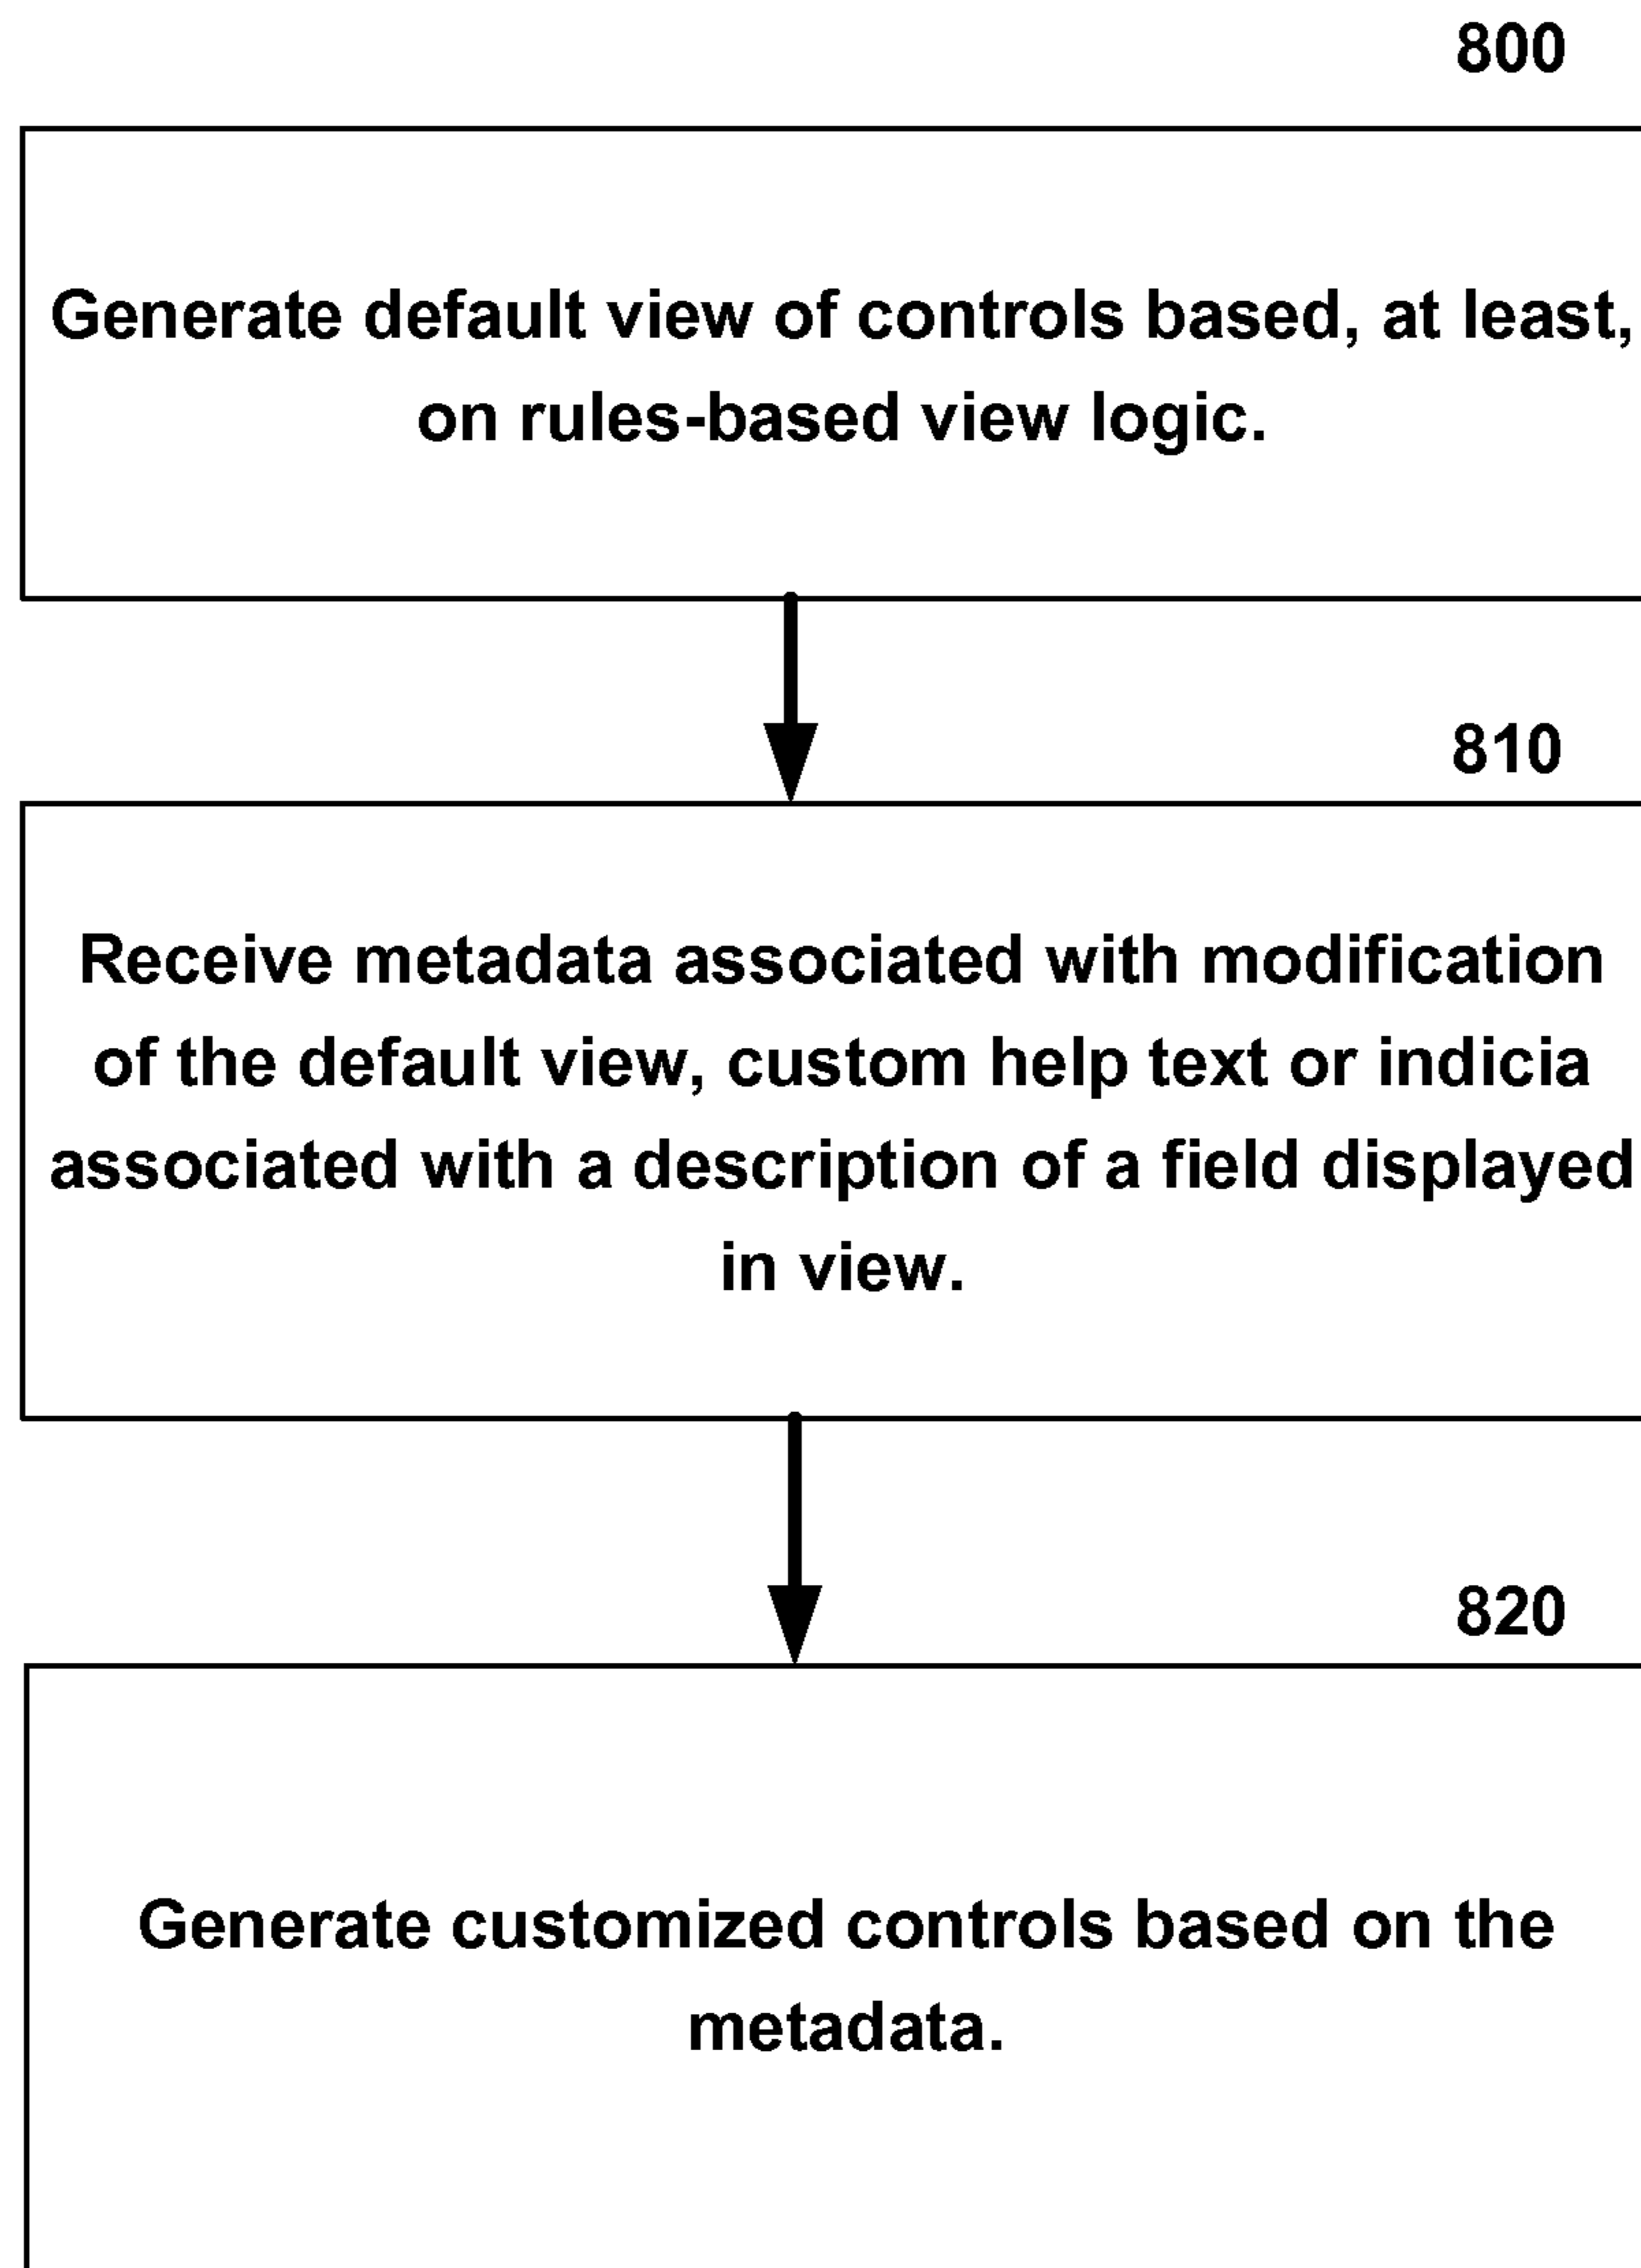 800
Generate default view of controls based, at least,
on rules-based view logic.
810
Receive metadata associated with modification
of the default view, custom help text or indicia
associated with a description of a field displayed
in view.
820
Generate customized controls based on the
metadata.